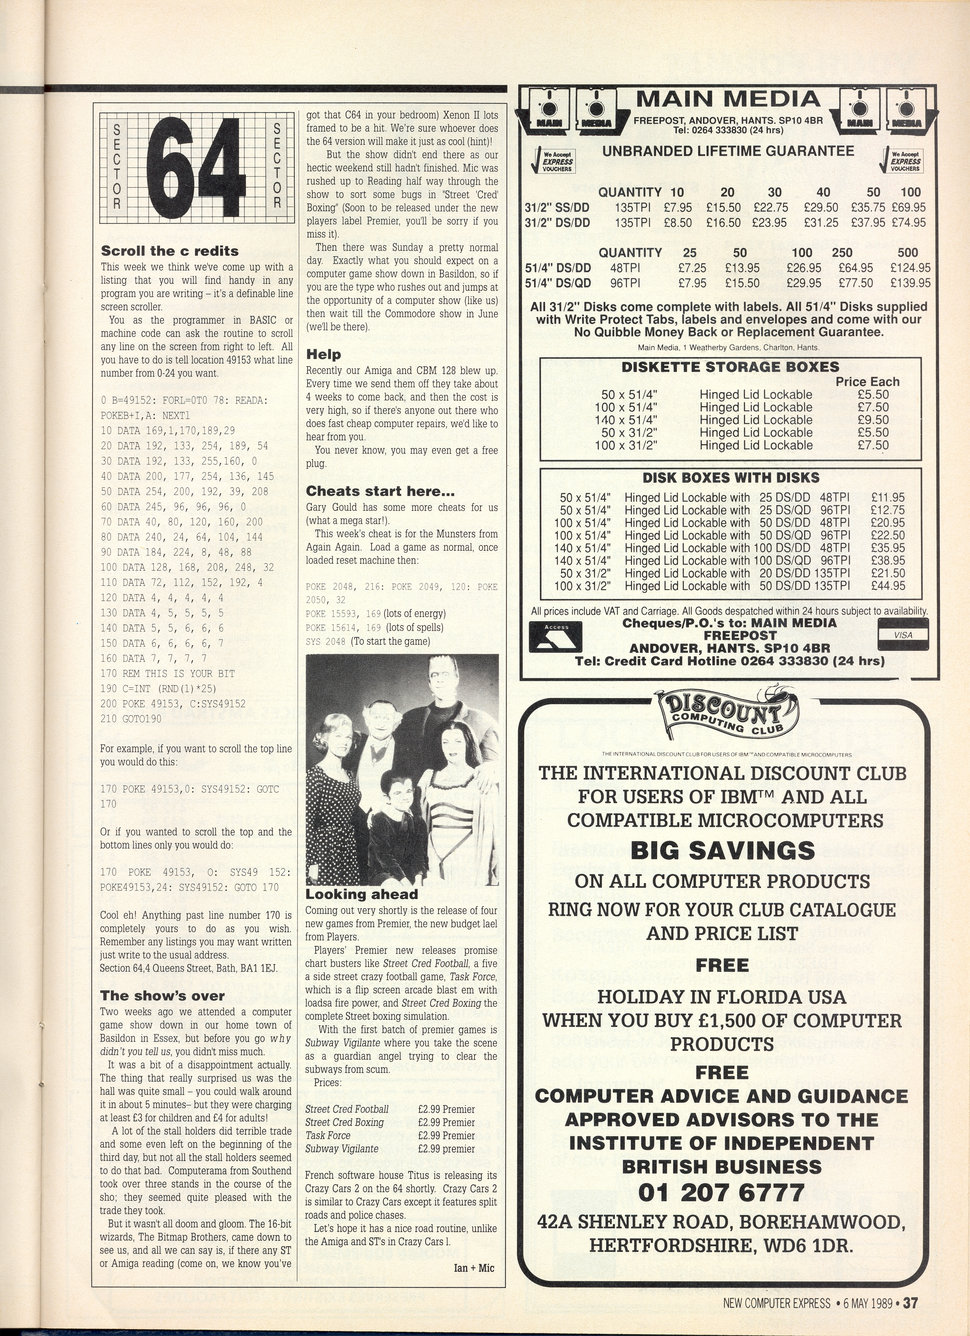 SECTOR
64
SECTOR
Scroll the c redits
This week we think we've come up with a
listing that you will find handy in any
program you are writing – it's a definable line
screen scroller.
You as the programmer in BASIC or
machine code can ask the routine to scroll
any line on the screen from right to left. All
you have to do is tell location 49153 what line
number from 0-24 you want.
0 B=49152: FORL=0T0 78: READA:
POKEB+I,A: NEXT1
10 DATA 169,1,170,189,29
20 DATA 192, 133, 254, 189, 54
30 DATA 192, 133, 255,160, 0
40 DATA 200, 177, 254, 136, 145
50 DATA 254, 200, 192, 39, 208
60 DATA 245, 96, 96, 96, 0
70 DATA 40, 80, 120, 160, 200
80 DATA 240, 24, 64, 104, 144
90 DATA 184, 224, 8, 48, 88
100 DATA 128, 168, 208, 248, 32
110 DATA 72, 112, 152, 192, 4
120 DATA 4, 4, 4, 4, 4
130 DATA 4, 5, 5, 5, 5
140 DATA 5, 5, 6, 6, 6
150 DATA 6, 6, 6, 6, 7
160 DATA 7, 7, 7, 7
170 REM THIS IS YOUR BIT
190 C=INT (RND(1)*25)
200 POKE 49153, C:SYS49152
210 GOTO190
For example, if you want to scroll the top line
you would do this:
170 POKE 49153,0: SYS49152: GOTC
170
Or if you wanted to scroll the top and the
bottom lines only you would do:
170 POKE 49153, O: SYS49 152:
POKE49153,24: SYS49152: GOTO 170
Cool eh! Anything past line number 170 is
completely yours to do as you wish.
Remember any listings you may want written
just write to the usual address.
Section 64,4 Queens Street, Bath, BA1 1EJ.
The show's over
Two weeks ago we attended a computer
game show down in our home town of
Basildon in Essex, but before you go why
didn't you tell us, you didn't miss much.
It was a bit of a disappointment actually.
The thing that really surprised us was the
hall was quite small – you could walk around
it in about 5 minutes– but they were charging
at least £3 for children and £4 for adults!
A lot of the stall holders did terrible trade
and some even left on the beginning of the
third day, but not all the stall holders seemed
to do that bad. Computerama from Southend
took over three stands in the course of the
sho; they seemed quite pleased with the
trade they took.
But it wasn't all doom and gloom. The 16-bit
wizards, The Bitmap Brothers, came down to
see us, and all we can say is, if there any ST
or Amiga reading (come on, we know you've
got that C64 in your bedroom) Xenon II lots
framed to be a hit. We're sure whoever does
the 64 version will make it just as cool (hint)!
But the show didn't end there as our
hectic weekend still hadn't finished. Mic was
rushed up to Reading half way through the
show to sort some bugs in "Street 'Cred'
Boxing" (Soon to be released under the new
players label Premier, you'll be sorry if you
miss it).
Then there was Sunday a pretty normal
day. Exactly what you should expect on a
computer game show down in Basildon, so if
you are the type who rushes out and jumps at
the opportunity of a computer show (like us)
then wait till the Commodore show in June
(we'll be there).
Help
Recently our Amiga and CBM 128 blew up.
Every time we send them off they take about
4 weeks to come back, and then the cost is
very high, so if there's anyone out there who
does fast cheap computer repairs, we'd like to
hear from you.
You never know, you may even get a free
plug.
Cheats start here...
Gary Gould has some more cheats for us
(what a mega star!).
This week's cheat is for the Munsters from
Again Again. Load a game as normal, once
loaded reset machine then:
POKE 2048, 216: POKE 2049, 120: POKE
2050, 32
POKE 15593, 169 (lots of energy)
POKE 15614, 169 (lots of spells)
SYS 2048 (To start the game)
Looking ahead
Coming out very shortly is the release of four
new games from Premier, the new budget lael
from Players.
Players' Premier new releases promise
chart busters like Street Cred Football, a five
a side street crazy football game, Task Force,
which is a flip screen arcade blast em with
loadsa fire power, and Street Cred Boxing the
complete Street boxing simulation.
With the first batch of premier games is
Subway Vigilante where you take the scene
as a guardian angel trying to clear the
subways from scum.
Prices:
Street Cred Football £2.99 Premier
Street Cred Boxing £2.99 Premier
Task Force £2.99 Premier
Subway Vigilante £2.99 premier
French software house Titus is releasing its
Crazy Cars 2 on the 64 shortly. Crazy Cars 2
is similar to Crazy Cars except it features split
roads and police chases.
Let's hope it has a nice road routine, unlike
the Amiga and ST's in Crazy Cars l.
Ian + Mic
MAIN MEDIA
MAIN MEDIA
FREEPOST, ANDOVER, HANTS. SP10 4BR
Tel: 0264 333830 (24 hrs)
MAIN MEDIA
We Accept EXPRESS VOUCHERS
UNBRANDED LIFETIME GUARANTEE
We Accept EXPRESS VOUCHERS
QUANTITY 10 20 30 40 50 100
31/2" SS/DD 135TPI £7.95 £15.50 £22.75 £29.50 £35.75 £69.95
31/2" DS/DD 135TPI £8.50 £16.50 £23.95 £31.25 £37.95 £74.95
QUANTITY 25 50 100 250 500
51/4" DS/DD 48TPI £7.25 £13.95 £26.95 £64.95 £124.95
51/4" DS/QD 96TPI £7.95 £15.50 £29.95 £77.50 £139.95
All 31/2" Disks come complete with labels. All 51/4" Disks supplied
with Write Protect Tabs, labels and envelopes and come with our
No Quibble Money Back or Replacement Guarantee.
Main Media, 1 Weatherby Gardens, Charlton, Hants.
DISKETTE STORAGE BOXES
Price Each
50 x 51/4" Hinged Lid Lockable £5.50
100 x 51/4" Hinged Lid Lockable £7.50
140 x 51/4" Hinged Lid Lockable £9.50
50 x 31/2" Hinged Lid Lockable £5.50
100 x 31/2" Hinged Lid Lockable £7.50
DISK BOXES WITH DISKS
50 x 51/4" Hinged Lid Lockable with 25 DS/DD 48TPI £11.95
50 x 51/4" Hinged Lid Lockable with 25 DS/QD 96TPI £12.75
100 x 51/4" Hinged Lid Lockable with 50 DS/DD 48TPI £20.95
100 x 51/4" Hinged Lid Lockable with 50 DS/QD 96TPI £22.50
140 x 51/4" Hinged Lid Lockable with 100 DS/DD 48TPI £35.95
140 x 51/4" Hinged Lid Lockable with 100 DS/QD 96TPI £38.95
50 x 31/2" Hinged Lid Lockable with 20 DS/DD 135TPI £21.50
100 x 31/2" Hinged Lid Lockable with 50 DS/DD 135TPI £44.95
All prices include VAT and Carriage. All Goods despatched within 24 hours subject to availability.
Access
Cheques/P.O.'s to: MAIN MEDIA
FREEPOST
ANDOVER, HANTS. SP10 4BR
VISA
Tel: Credit Card Hotline 0264 333830 (24 hrs)
DISCOUNT
COMPUTING CLUB
THE INTERNATIONAL DISCOUNT CLUB FOR USERS OF IBM™ AND COMPATIBLE MICROCOMPUTERS
THE INTERNATIONAL DISCOUNT CLUB
FOR USERS OF IBM™ AND ALL
COMPATIBLE MICROCOMPUTERS
BIG SAVINGS
ON ALL COMPUTER PRODUCTS
RING NOW FOR YOUR CLUB CATALOGUE
AND PRICE LIST
FREE
HOLIDAY IN FLORIDA USA
WHEN YOU BUY £1,500 OF COMPUTER
PRODUCTS
FREE
COMPUTER ADVICE AND GUIDANCE
APPROVED ADVISORS TO THE
INSTITUTE OF INDEPENDENT
BRITISH BUSINESS
01 207 6777
42A SHENLEY ROAD, BOREHAMWOOD,
HERTFORDSHIRE, WD6 1DR.
NEW COMPUTER EXPRESS • 6 MAY 1989 • 37